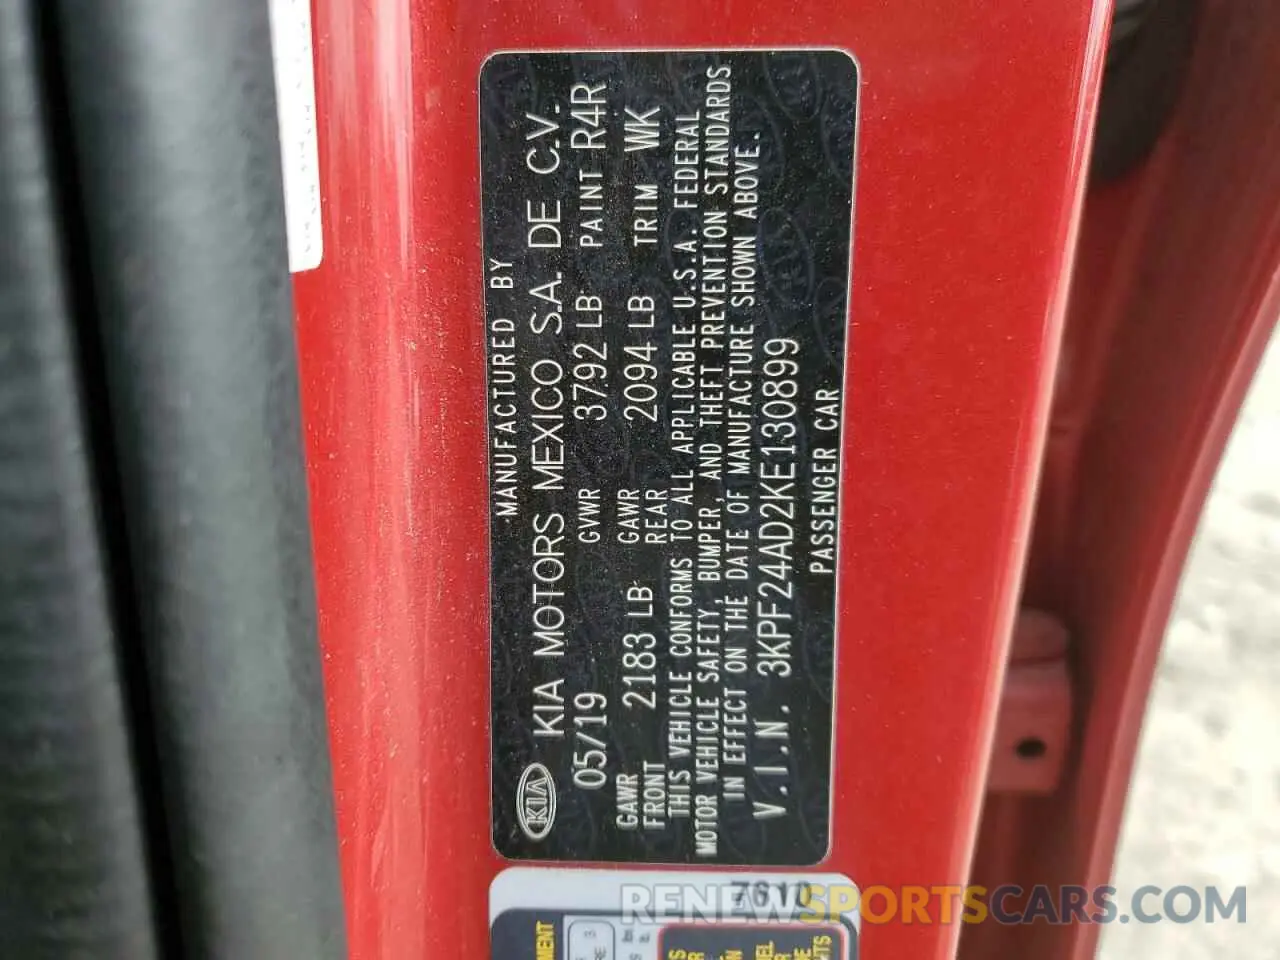 MANUFACTURED BY
KIA KIA MOTORS MEXICO S.A. DE C.V.
05/19 GVWR 3792 LB PAINT R4R
GAWR FRONT 2183 LB GAWR REAR 2094 LB TRIM WK
THIS VEHICLE CONFORMS TO ALL APPLICABLE U.S.A. FEDERAL
MOTOR VEHICLE SAFETY, BUMPER, AND THEFT PREVENTION STANDARDS
IN EFFECT ON THE DATE OF MANUFACTURE SHOWN ABOVE.
V.I.N. 3KPF24AD2KE130899
PASSENGER CAR
7610
RENEWSPORTSCARS.COM